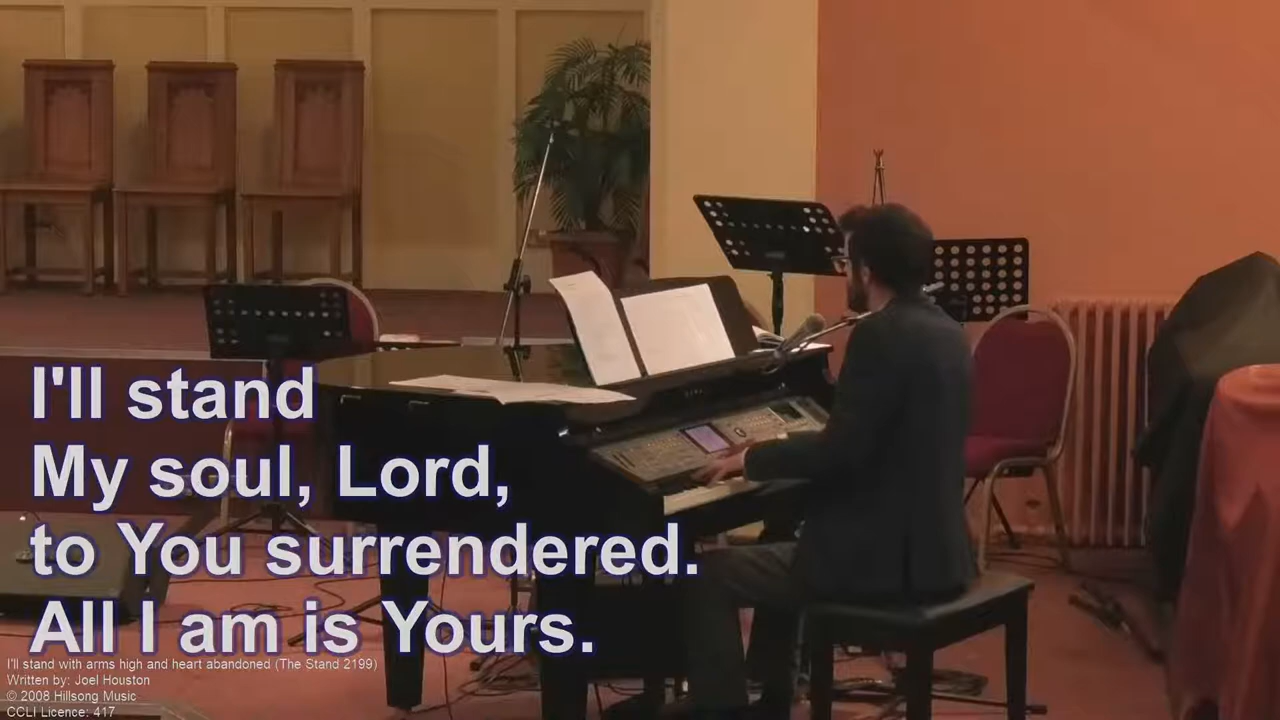 I'll stand
My soul, Lord,
to You surrendered.
All I am is Yours.
I'll stand with arms high and heart abandoned (The Stand 2199)
Written by: Joel Houston
© 2008 Hillsong Music
CCLI Licence: 417